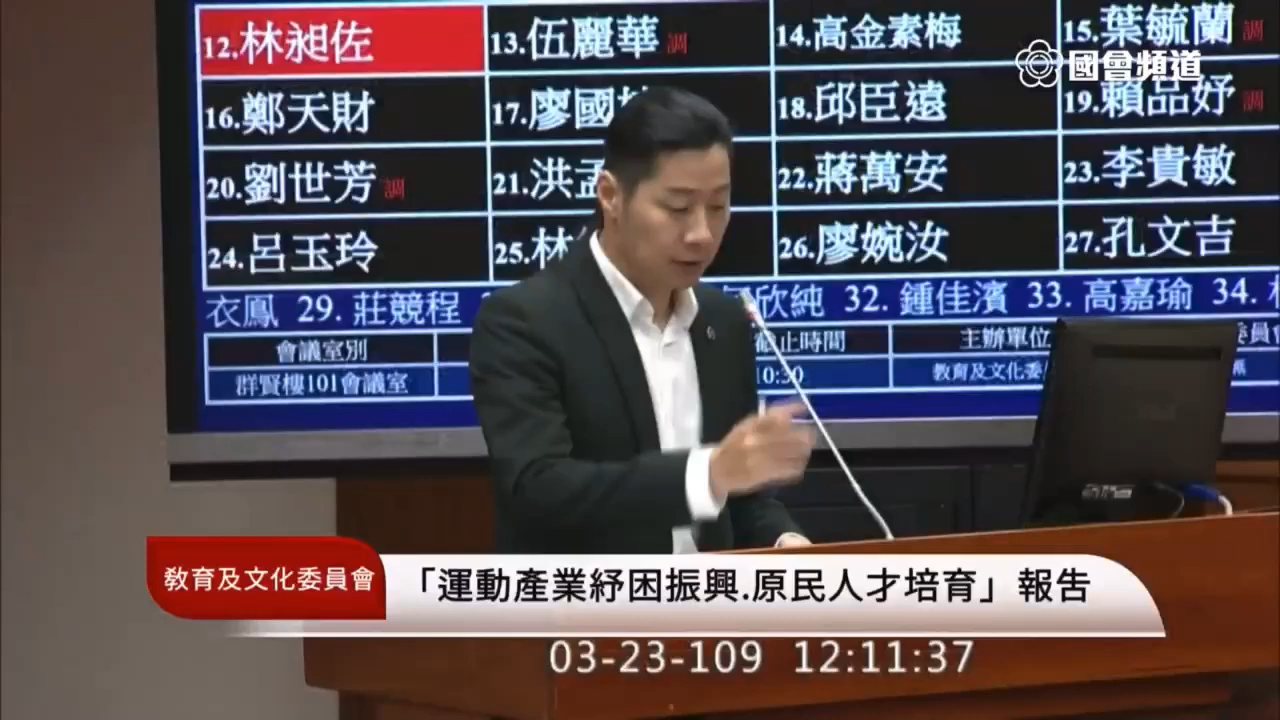 12.林昶佐 13.伍麗華 調 14.高金素梅 15.葉毓蘭 調
國會頻道
16.鄭天財 17.廖國 18.邱臣遠 19.賴品妤 調
20.劉世芳 調 21.洪孟 22.蔣萬安 23.李貴敏
24.呂玉玲 25.林 26.廖婉汝 27.孔文吉
衣鳳 29. 莊競程 欣純 32. 鍾佳濱 33. 高嘉瑜 34.
會議室別 止時間 主辦單位 委員會
群賢樓101會議室 10:30 教育及文化委
教育及文化委員會
「運動產業紓困振興.原民人才培育」報告
03-23-109 12:11:37